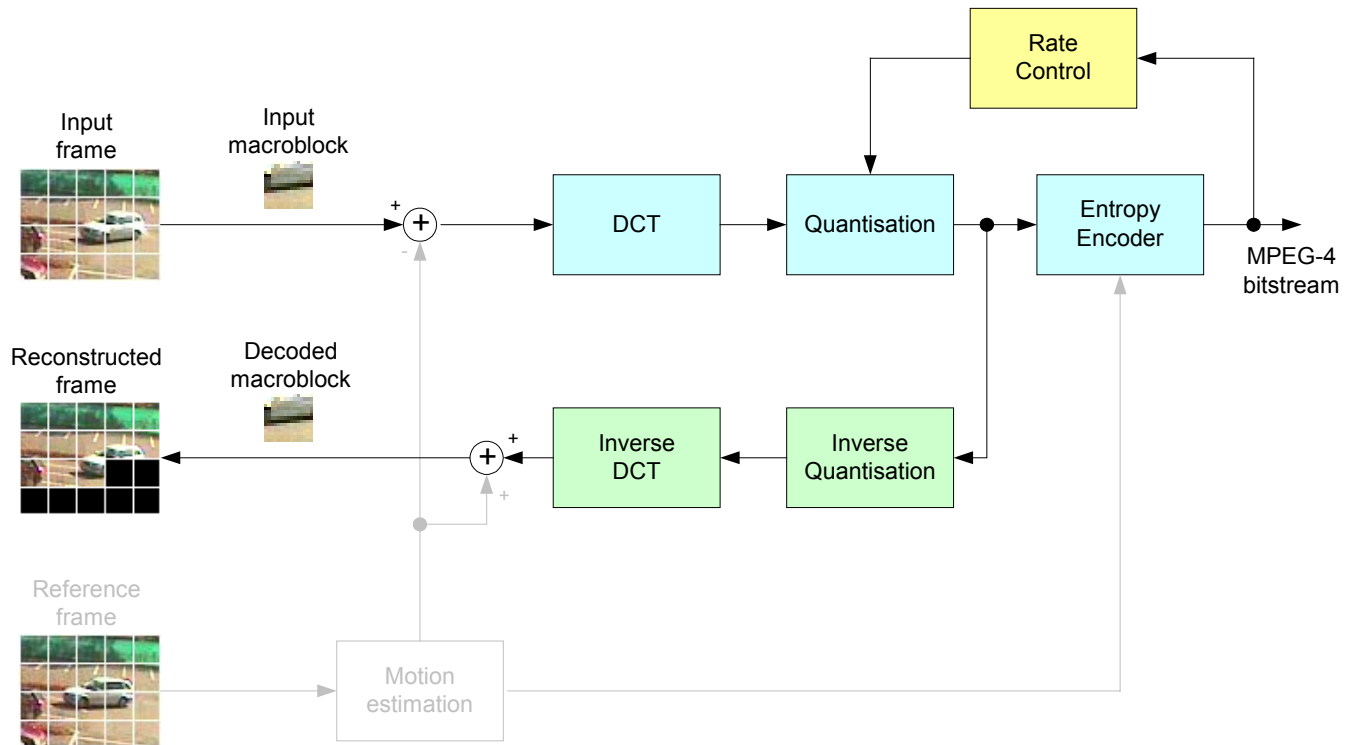 Rate
Control
Input
frame
Input
macroblock
+
+
-
DCT
Quantisation
Entropy
Encoder
MPEG-4
bitstream
Reconstructed
frame
Decoded
macroblock
+
+
+
Inverse
DCT
Inverse
Quantisation
Reference
frame
Motion
estimation